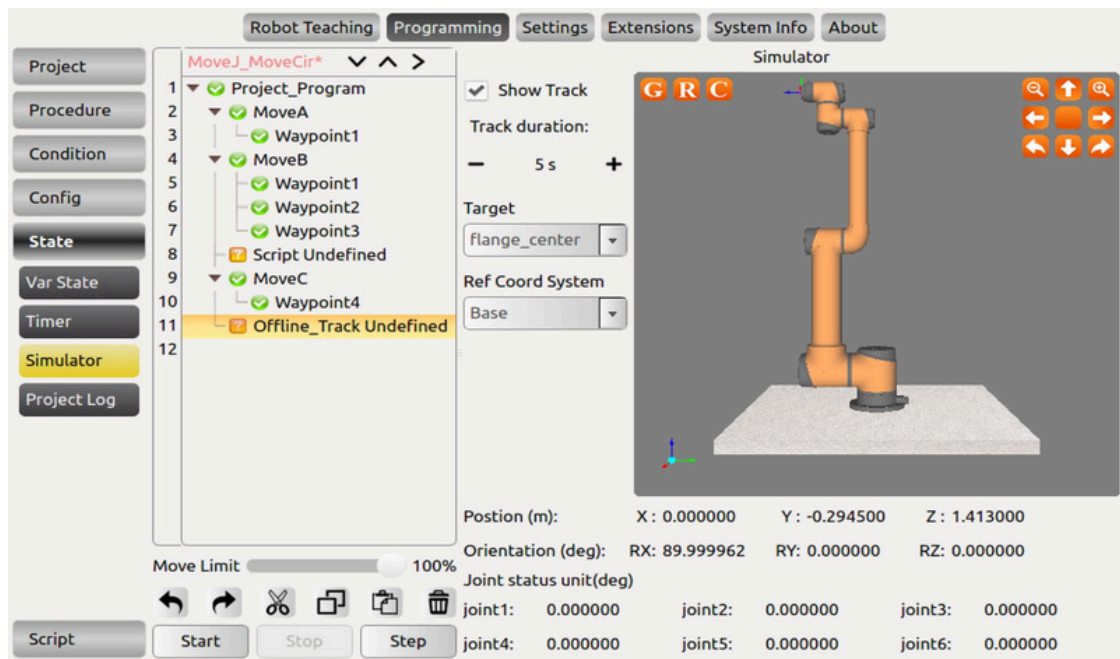 Robot Teaching Programming Settings Extensions System Info About
Project
Procedure
Condition
Config
State
Var State
Timer
Simulator
Project Log
Script
MoveJ_MoveCir*
1 Project_Program
2 MoveA
3 Waypoint1
4 MoveB
5 Waypoint1
6 Waypoint2
7 Waypoint3
8 Script Undefined
9 MoveC
10 Waypoint4
11 Offline_Track Undefined
12
Move Limit 100%
Start Stop Step
Show Track
Track duration:
− 5 s +
Target
flange_center
Ref Coord System
Base
Simulator
G R C
Postion (m): X : 0.000000 Y : -0.294500 Z : 1.413000
Orientation (deg): RX: 89.999962 RY: 0.000000 RZ: 0.000000
Joint status unit(deg)
joint1: 0.000000 joint2: 0.000000 joint3: 0.000000
joint4: 0.000000 joint5: 0.000000 joint6: 0.000000